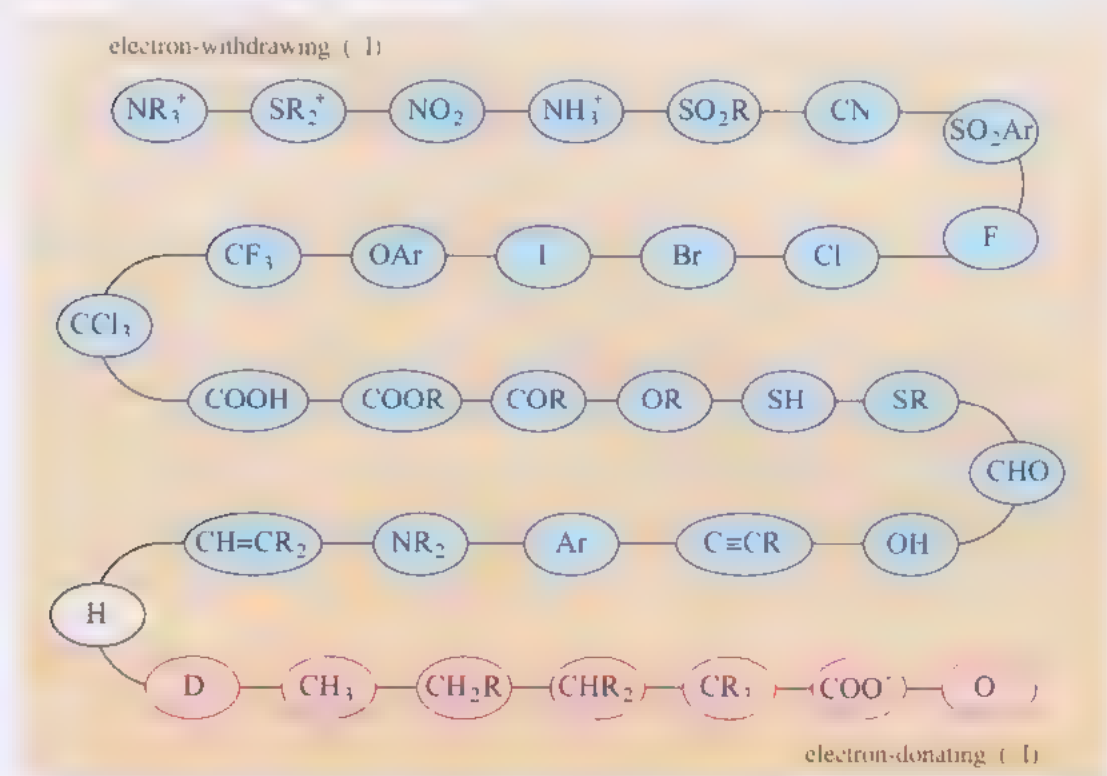 electron-withdrawing ( I)
NR₃⁺ SR₂⁺ NO₂ NH₃⁺ SO₂R CN SO₂Ar
CF₃ OAr I Br Cl F
CCl₃
COOH COOR COR OR SH SR
CHO
CH=CR₂ NR₂ Ar C≡CR OH
H
D CH₃ CH₂R CHR₂ CR₃ COO⁻ O
electron-donating ( I)